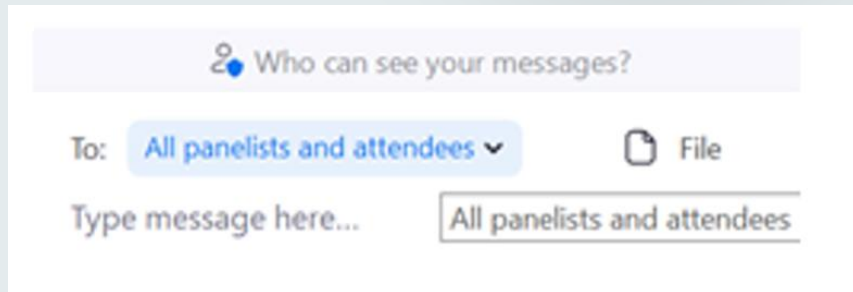 Who can see your messages?
To: All panelists and attendees File
Type message here... All panelists and attendees